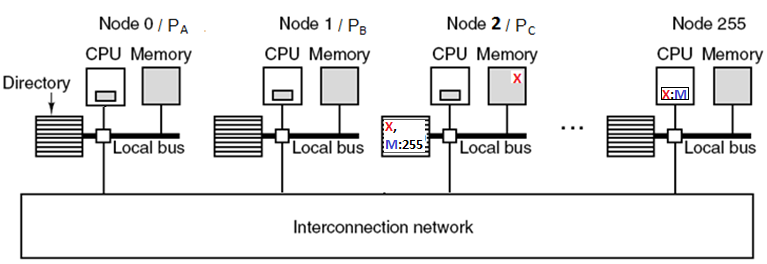 Node 0 / PA
Node 1 / PB
Node 2 / PC
Node 255
CPU Memory
CPU Memory
CPU Memory
CPU Memory
Directory
X
X:M
X,
M:255
...
Local bus
Local bus
Local bus
Local bus
Interconnection network